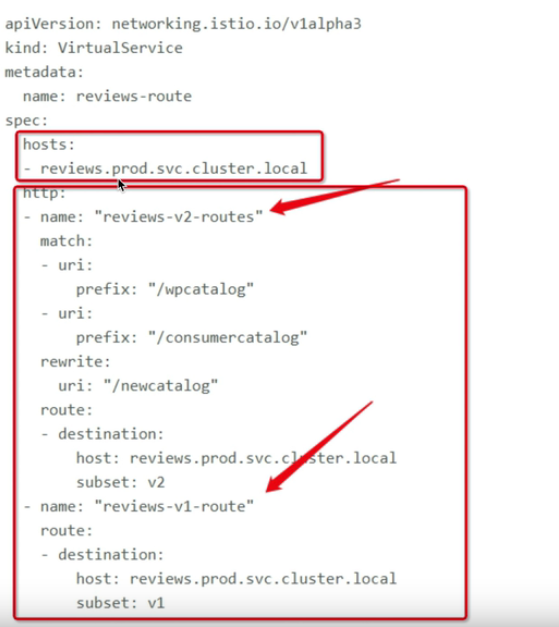 apiVersion: networking.istio.io/v1alpha3
kind: VirtualService
metadata:
  name: reviews-route
spec:
  hosts:
  - reviews.prod.svc.cluster.local
  http:
  - name: "reviews-v2-routes"
    match:
    - uri:
        prefix: "/wpcatalog"
    - uri:
        prefix: "/consumercatalog"
    rewrite:
      uri: "/newcatalog"
    route:
    - destination:
        host: reviews.prod.svc.cluster.local
        subset: v2
  - name: "reviews-v1-route"
    route:
    - destination:
        host: reviews.prod.svc.cluster.local
        subset: v1